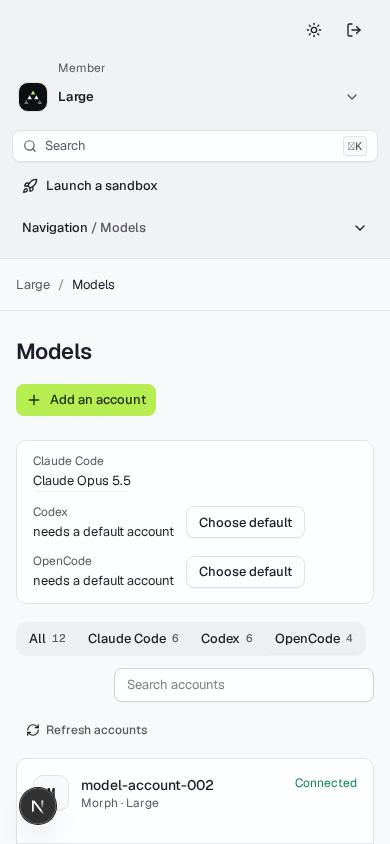 Member
Large
Search
K
Launch a sandbox
Navigation / Models
Large / Models
Models
Add an account
Claude Code
Claude Opus 5.5
Codex
needs a default account
Choose default
OpenCode
needs a default account
Choose default
All 12 Claude Code 6 Codex 6 OpenCode 4
Search accounts
Refresh accounts
model-account-002
Connected
Morph · Large
N